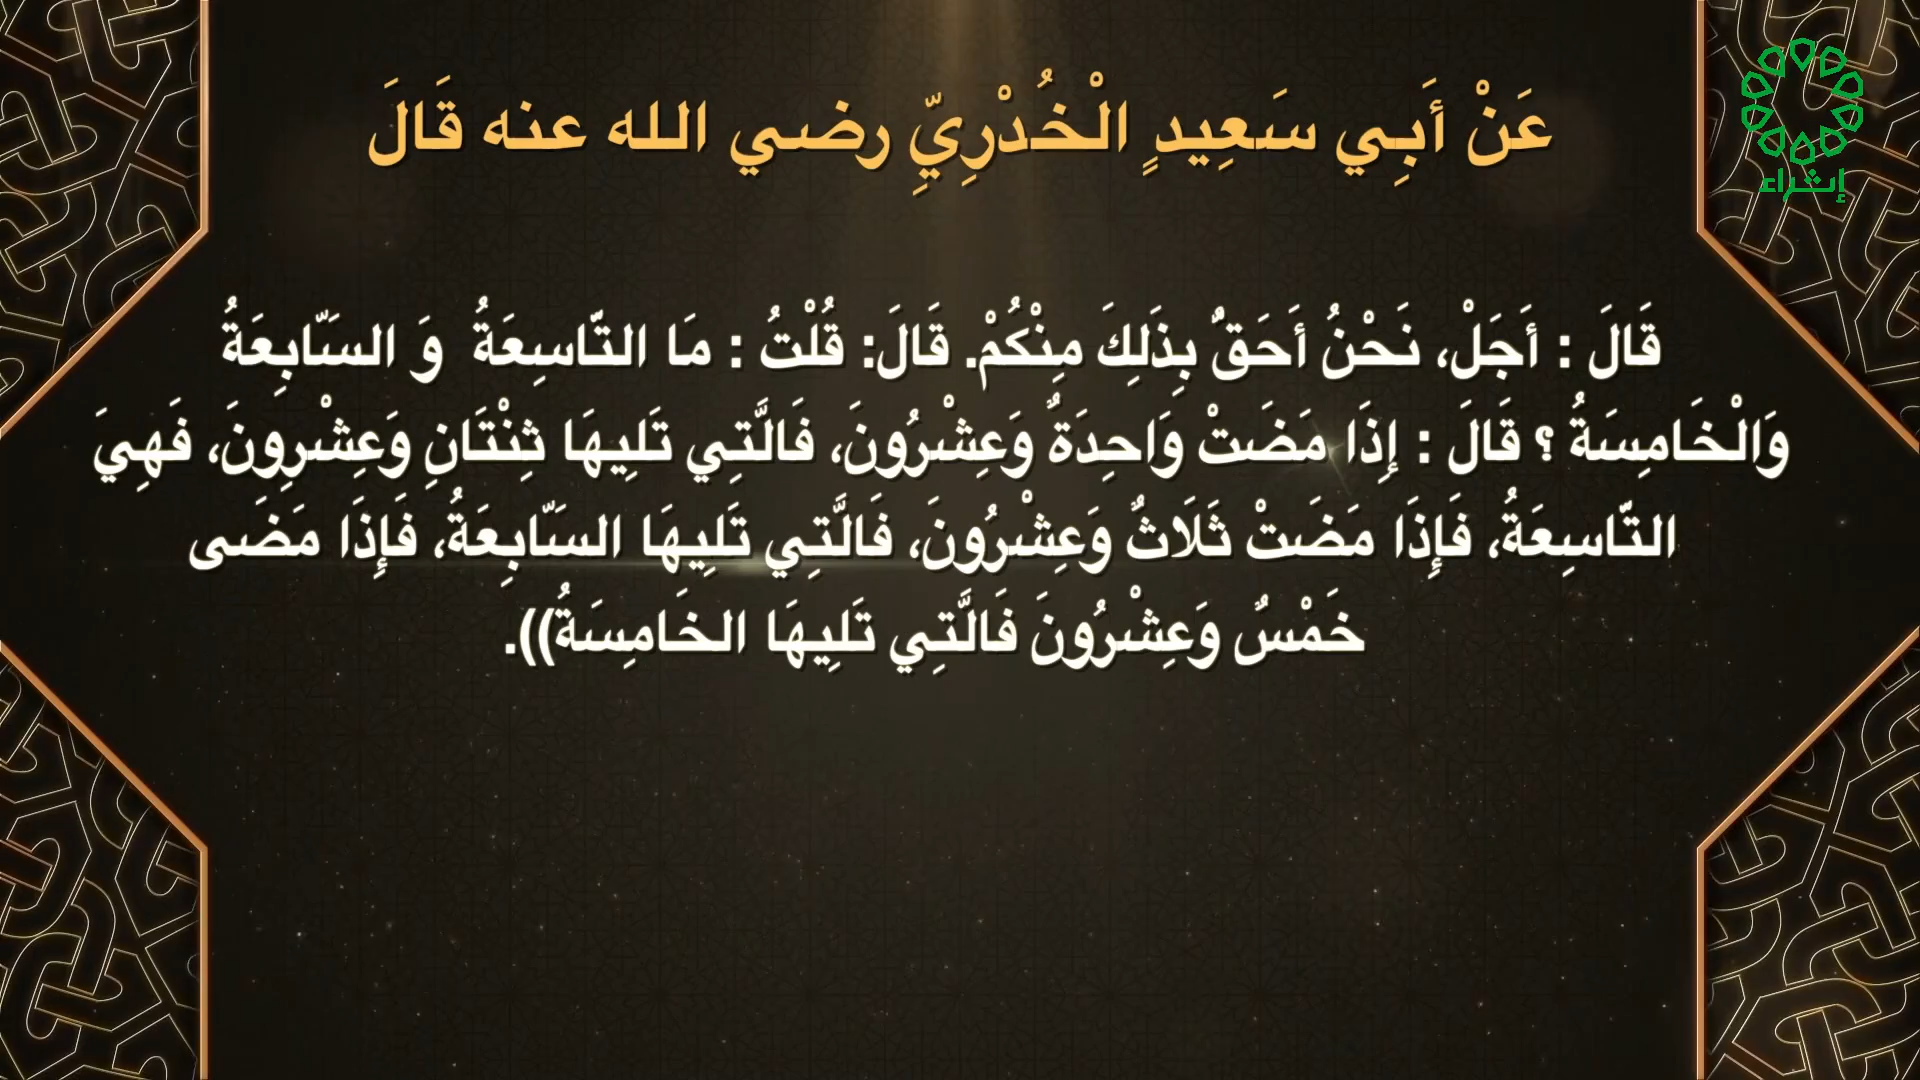 عَنْ أَبِي سَعِيدٍ الْخُدْرِيِّ رضي الله عنه قَالَ
إثراء
قَالَ : أَجَلْ، نَحْنُ أَحَقُّ بِذَلِكَ مِنْكُمْ. قَالَ: قُلْتُ : مَا التَّاسِعَةُ وَ السَّابِعَةُ
وَالْخَامِسَةُ ؟ قَالَ : إِذَا مَضَتْ وَاحِدَةٌ وَعِشْرُونَ، فَالَّتِي تَلِيهَا ثِنْتَانِ وَعِشْرِونَ، فَهِيَ
التَّاسِعَةُ، فَإِذَا مَضَتْ ثَلَاثٌ وَعِشْرُونَ، فَالَّتِي تَلِيهَا السَّابِعَةُ، فَإِذَا مَضَى
خَمْسٌ وَعِشْرُونَ فَالَّتِي تَلِيهَا الخَامِسَةُ)).